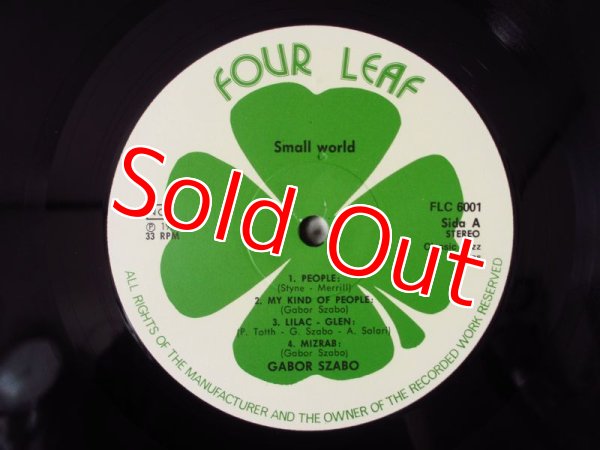 FOUR LEAF
Small world
Sold Out
FLC 6001
Sida A
STEREO
33 RPM
1. PEOPLE:
(Styne - Merrill)
2. MY KIND OF PEOPLE:
(Gabor Szabo)
3. LILAC - GLEN:
(P. Totth - G. Szabo - A. Solori)
4. MIZRAB:
(Gabor Szabo)
GABOR SZABO
ALL RIGHTS OF THE MANUFACTURER AND THE OWNER OF THE RECORDED WORK RESERVED